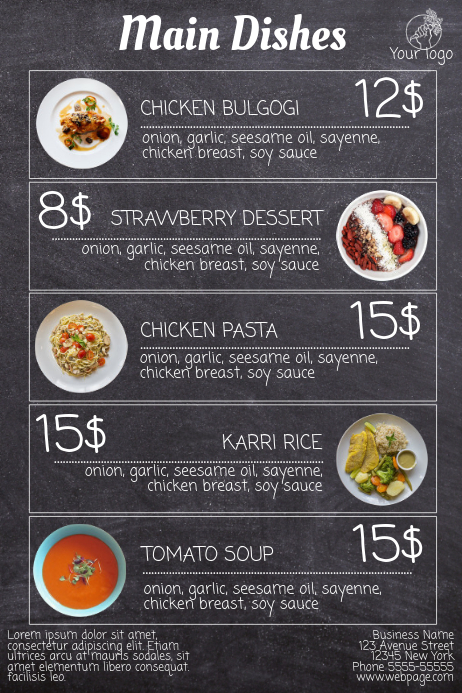 Main Dishes
Your logo
CHICKEN BULGOGI 12$
onion, garlic, seesame oil, sayenne,
chicken breast, soy sauce
8$ STRAWBERRY DESSERT
onion, garlic, seesame oil, sayenne,
chicken breast, soy sauce
CHICKEN PASTA 15$
onion, garlic, seesame oil, sayenne,
chicken breast, soy sauce
15$ KARRI RICE
onion, garlic, seesame oil, sayenne,
chicken breast, soy sauce
TOMATO SOUP 15$
onion, garlic, seesame oil, sayenne,
chicken breast, soy sauce
Lorem ipsum dolor sit amet,
consectetur adipiscing elit. Etiam
ultrices arcu at mauris sodales, sit
amet elementum libero consequat.
facilisis leo.
Business Name
123 Avenue Street
12345 New York
Phone 5555-55555
www.webpage.com